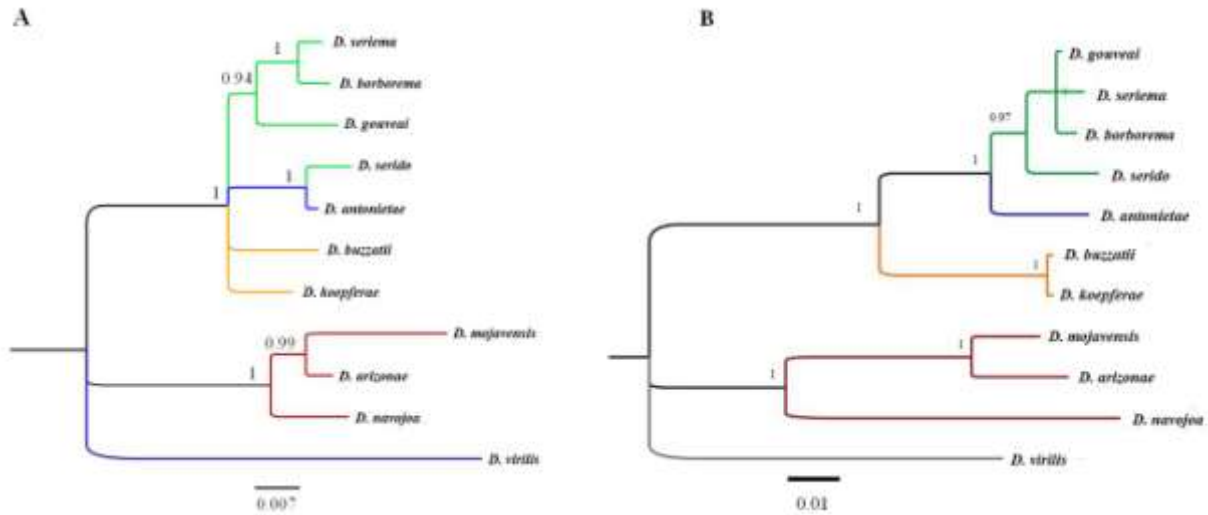 A
D. seriema
1
D. borborema
0.94
D. gouveai
D. serido
1
1
D. antonietae
D. buzzatii
D. koepferae
D. mojavensis
0.99
D. arizonae
1
D. navojoa
D. virilis
0.007
B
D. gouveai
D. seriema
0.97
D. borborema
1
D. serido
1
D. antonietae
D. buzzatii
1
D. koepferae
D. mojavensis
1
D. arizonae
1
D. navojoa
D. virilis
0.01